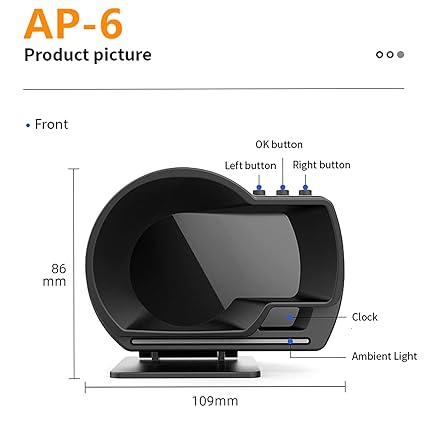 AP-6
Product picture
• Front
OK button
Left button
Right button
86
mm
Clock
Ambient Light
109mm